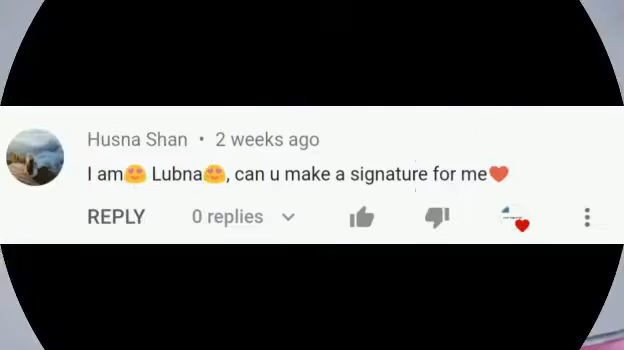 Husna Shan • 2 weeks ago
I am😍 Lubna😍, can u make a signature for me♥️
REPLY 0 replies